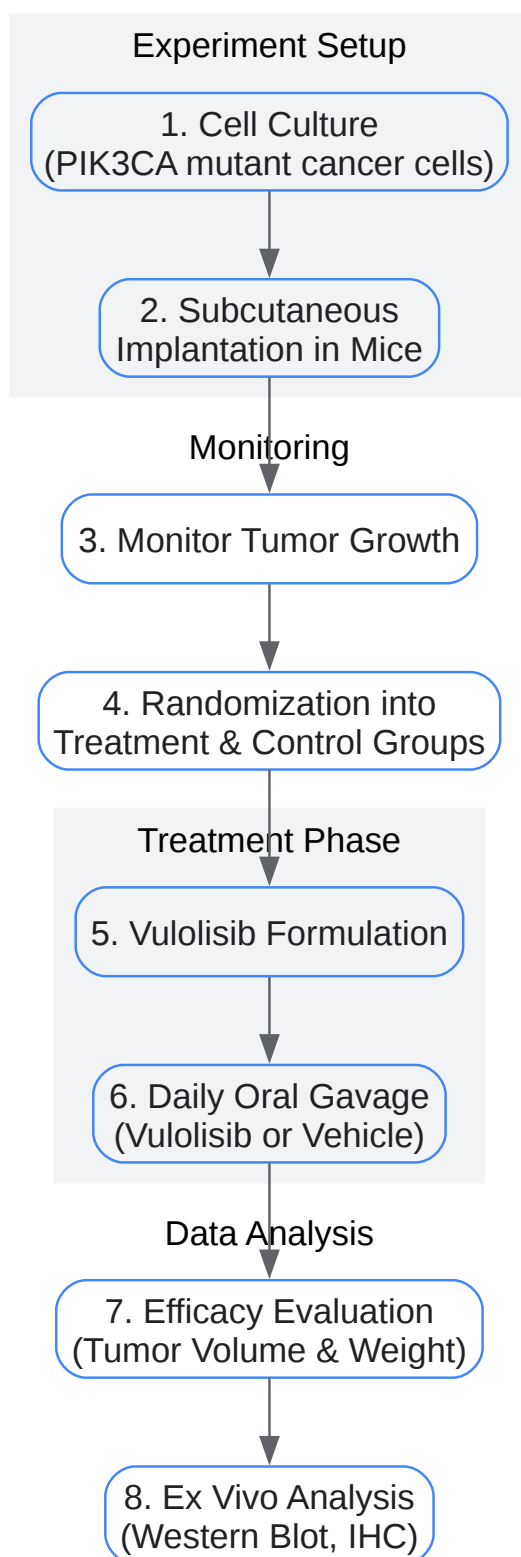 Experiment Setup
1. Cell Culture
(PIK3CA mutant cancer cells)
2. Subcutaneous
Implantation in Mice
Monitoring
3. Monitor Tumor Growth
4. Randomization into
Treatment & Control Groups
Treatment Phase
5. Vulolisib Formulation
6. Daily Oral Gavage
(Vulolisib or Vehicle)
Data Analysis
7. Efficacy Evaluation
(Tumor Volume & Weight)
8. Ex Vivo Analysis
(Western Blot, IHC)